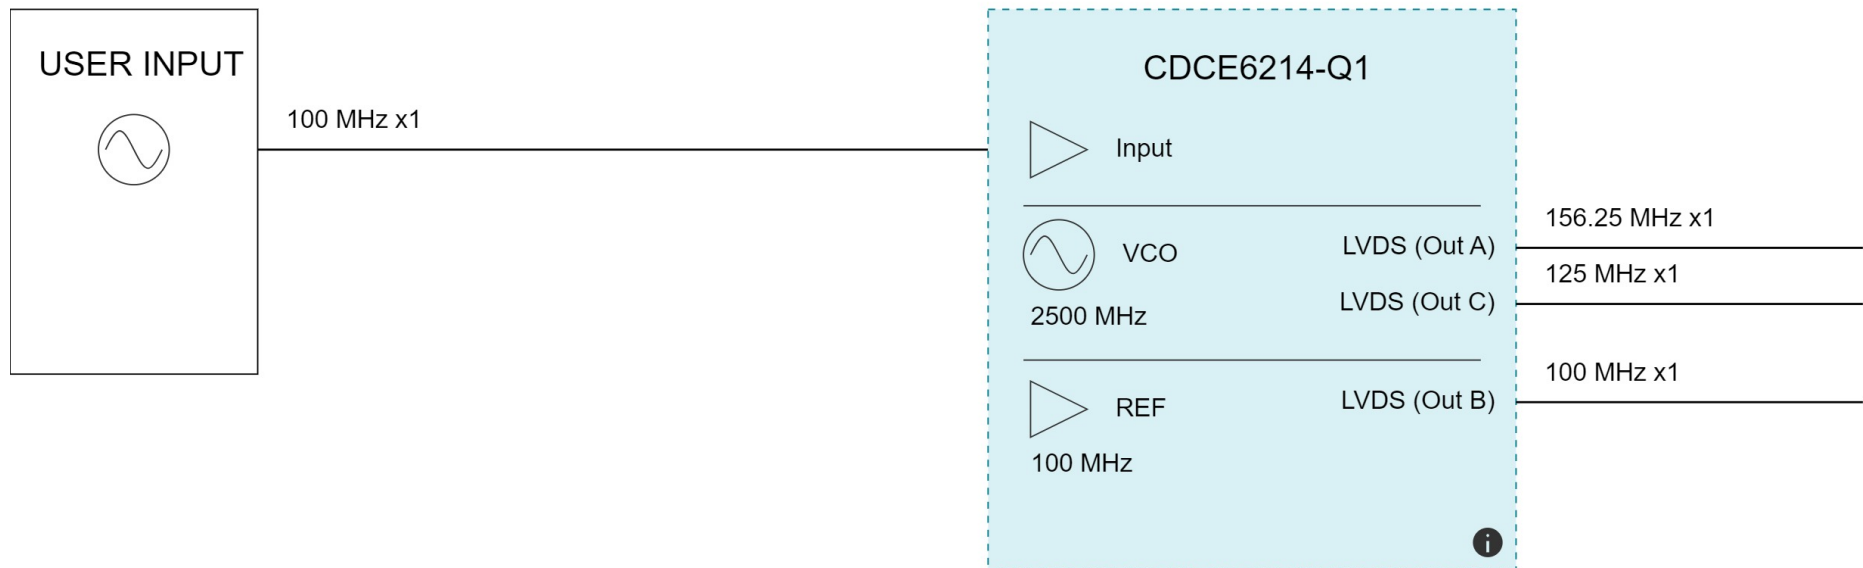 USER INPUT
100 MHz x1
CDCE6214-Q1
Input
VCO
2500 MHz
LVDS (Out A)
156.25 MHz x1
LVDS (Out C)
125 MHz x1
REF
100 MHz
LVDS (Out B)
100 MHz x1
i